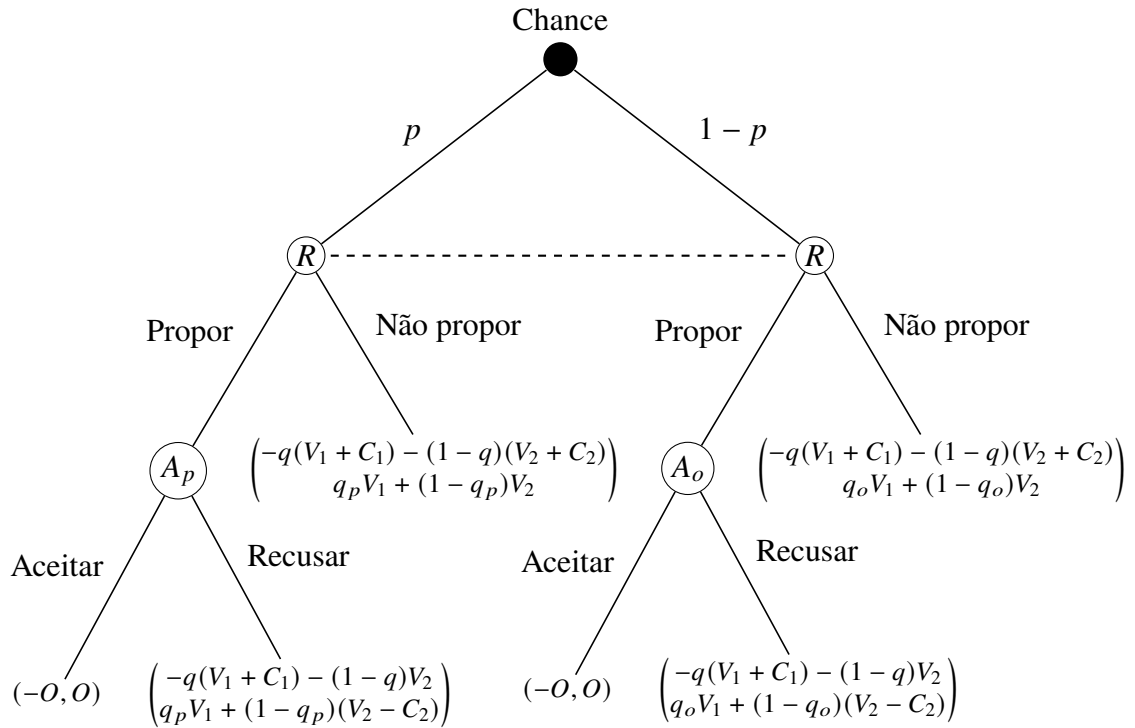 Chance
p
1 − p
R
R
Propor
Não propor
Propor
Não propor
A_p
(−q(V_1 + C_1) − (1 − q)(V_2 + C_2)
q_pV_1 + (1 − q_p)V_2)
A_o
(−q(V_1 + C_1) − (1 − q)(V_2 + C_2)
q_oV_1 + (1 − q_o)V_2)
Aceitar
Recusar
Aceitar
Recusar
(−O, O)
(−q(V_1 + C_1) − (1 − q)V_2
q_pV_1 + (1 − q_p)(V_2 − C_2))
(−O, O)
(−q(V_1 + C_1) − (1 − q)V_2
q_oV_1 + (1 − q_o)(V_2 − C_2))